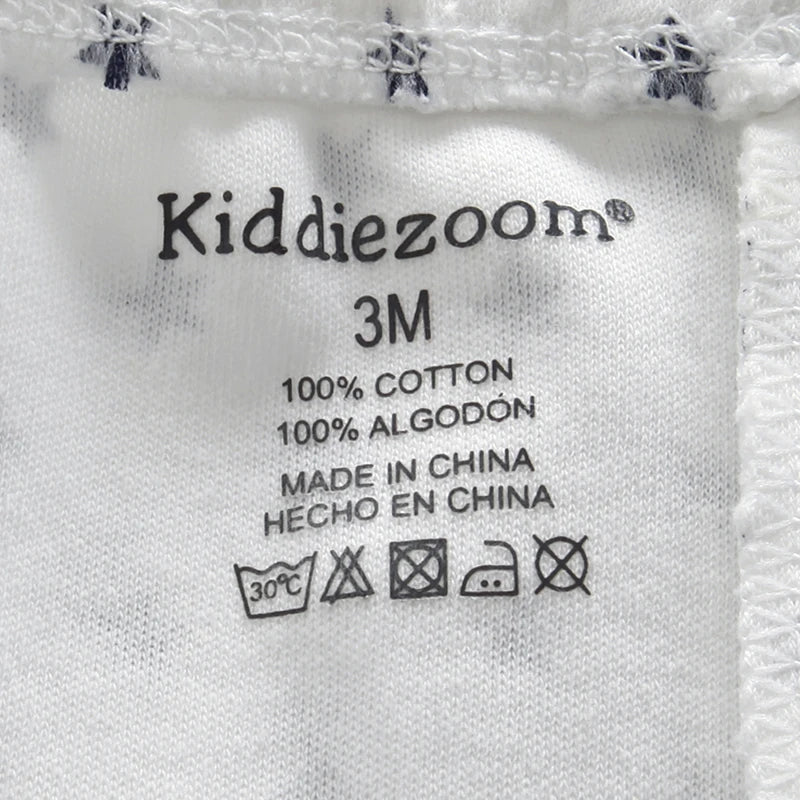 Kiddiezoom®
3M
100% COTTON
100% ALGODÓN
MADE IN CHINA
HECHO EN CHINA
30℃